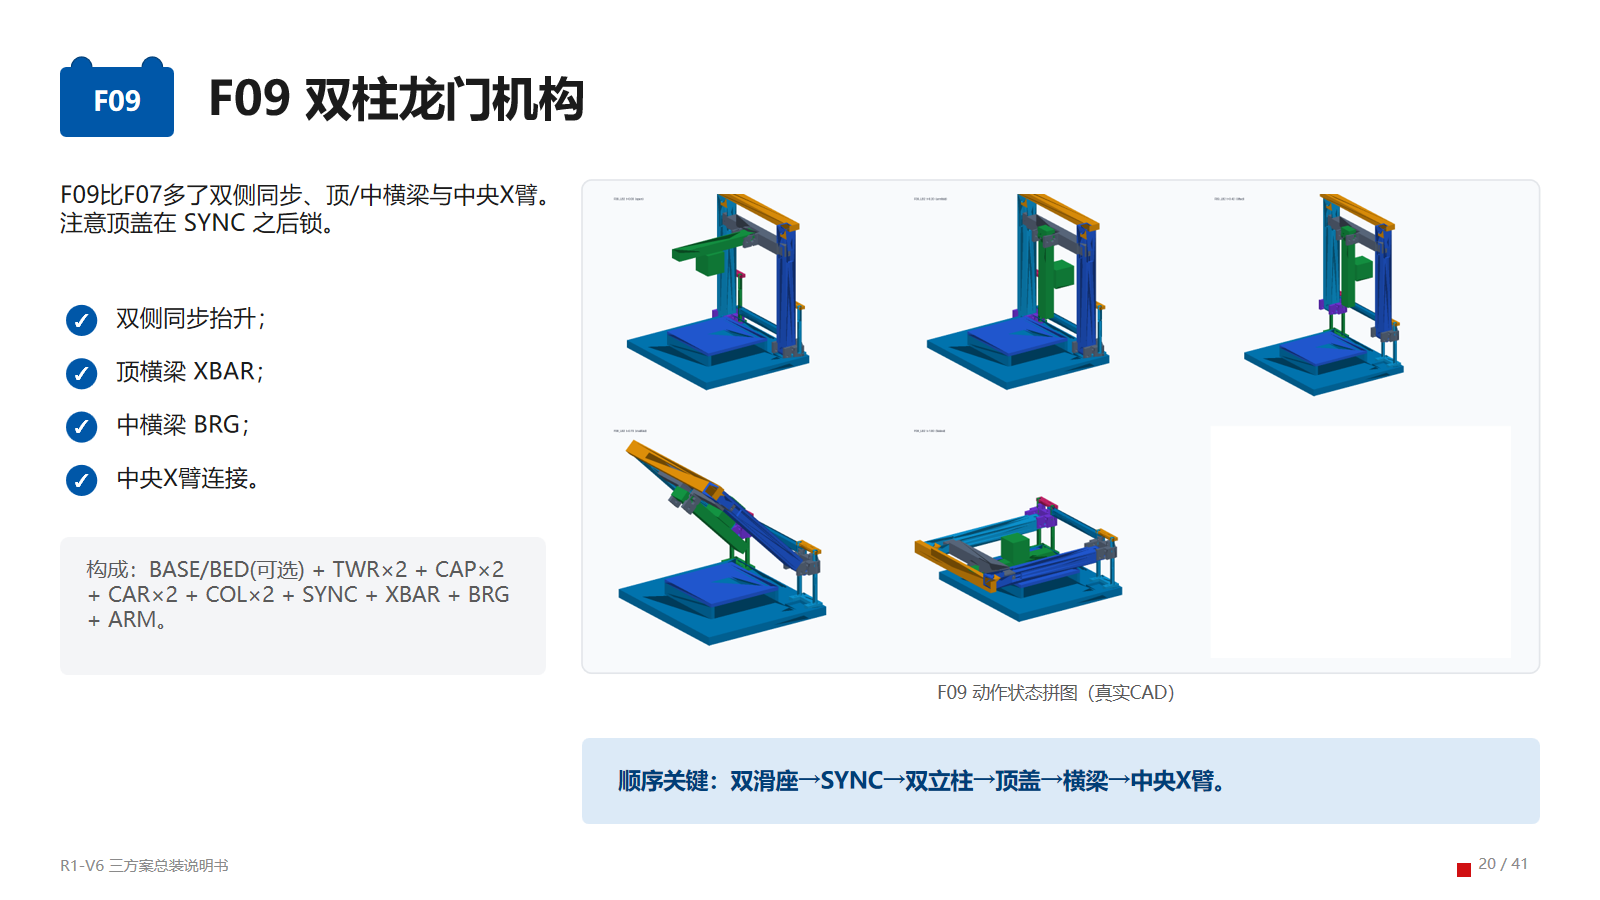 F09
F09 双柱龙门机构
F09比F07多了双侧同步、顶/中横梁与中央X臂。
注意顶盖在 SYNC 之后锁。
双侧同步抬升；
顶横梁 XBAR；
中横梁 BRG；
中央X臂连接。
构成：BASE/BED(可选) + TWR×2 + CAP×2
+ CAR×2 + COL×2 + SYNC + XBAR + BRG
+ ARM。
F09 动作状态拼图（真实CAD）
顺序关键：双滑座→SYNC→双立柱→顶盖→横梁→中央X臂。
R1-V6 三方案总装说明书
20 / 41